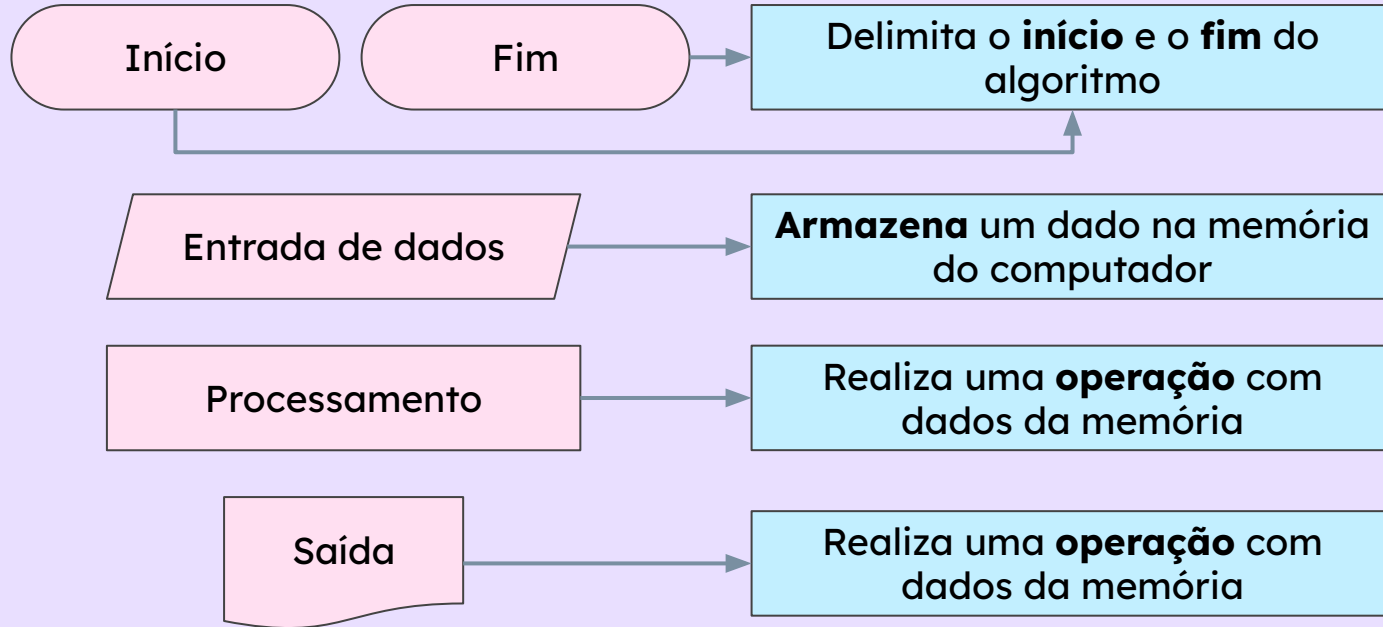 Início
Fim
Delimita o início e o fim do
algoritmo
Entrada de dados
Armazena um dado na memória
do computador
Processamento
Realiza uma operação com
dados da memória
Saída
Realiza uma operação com
dados da memória